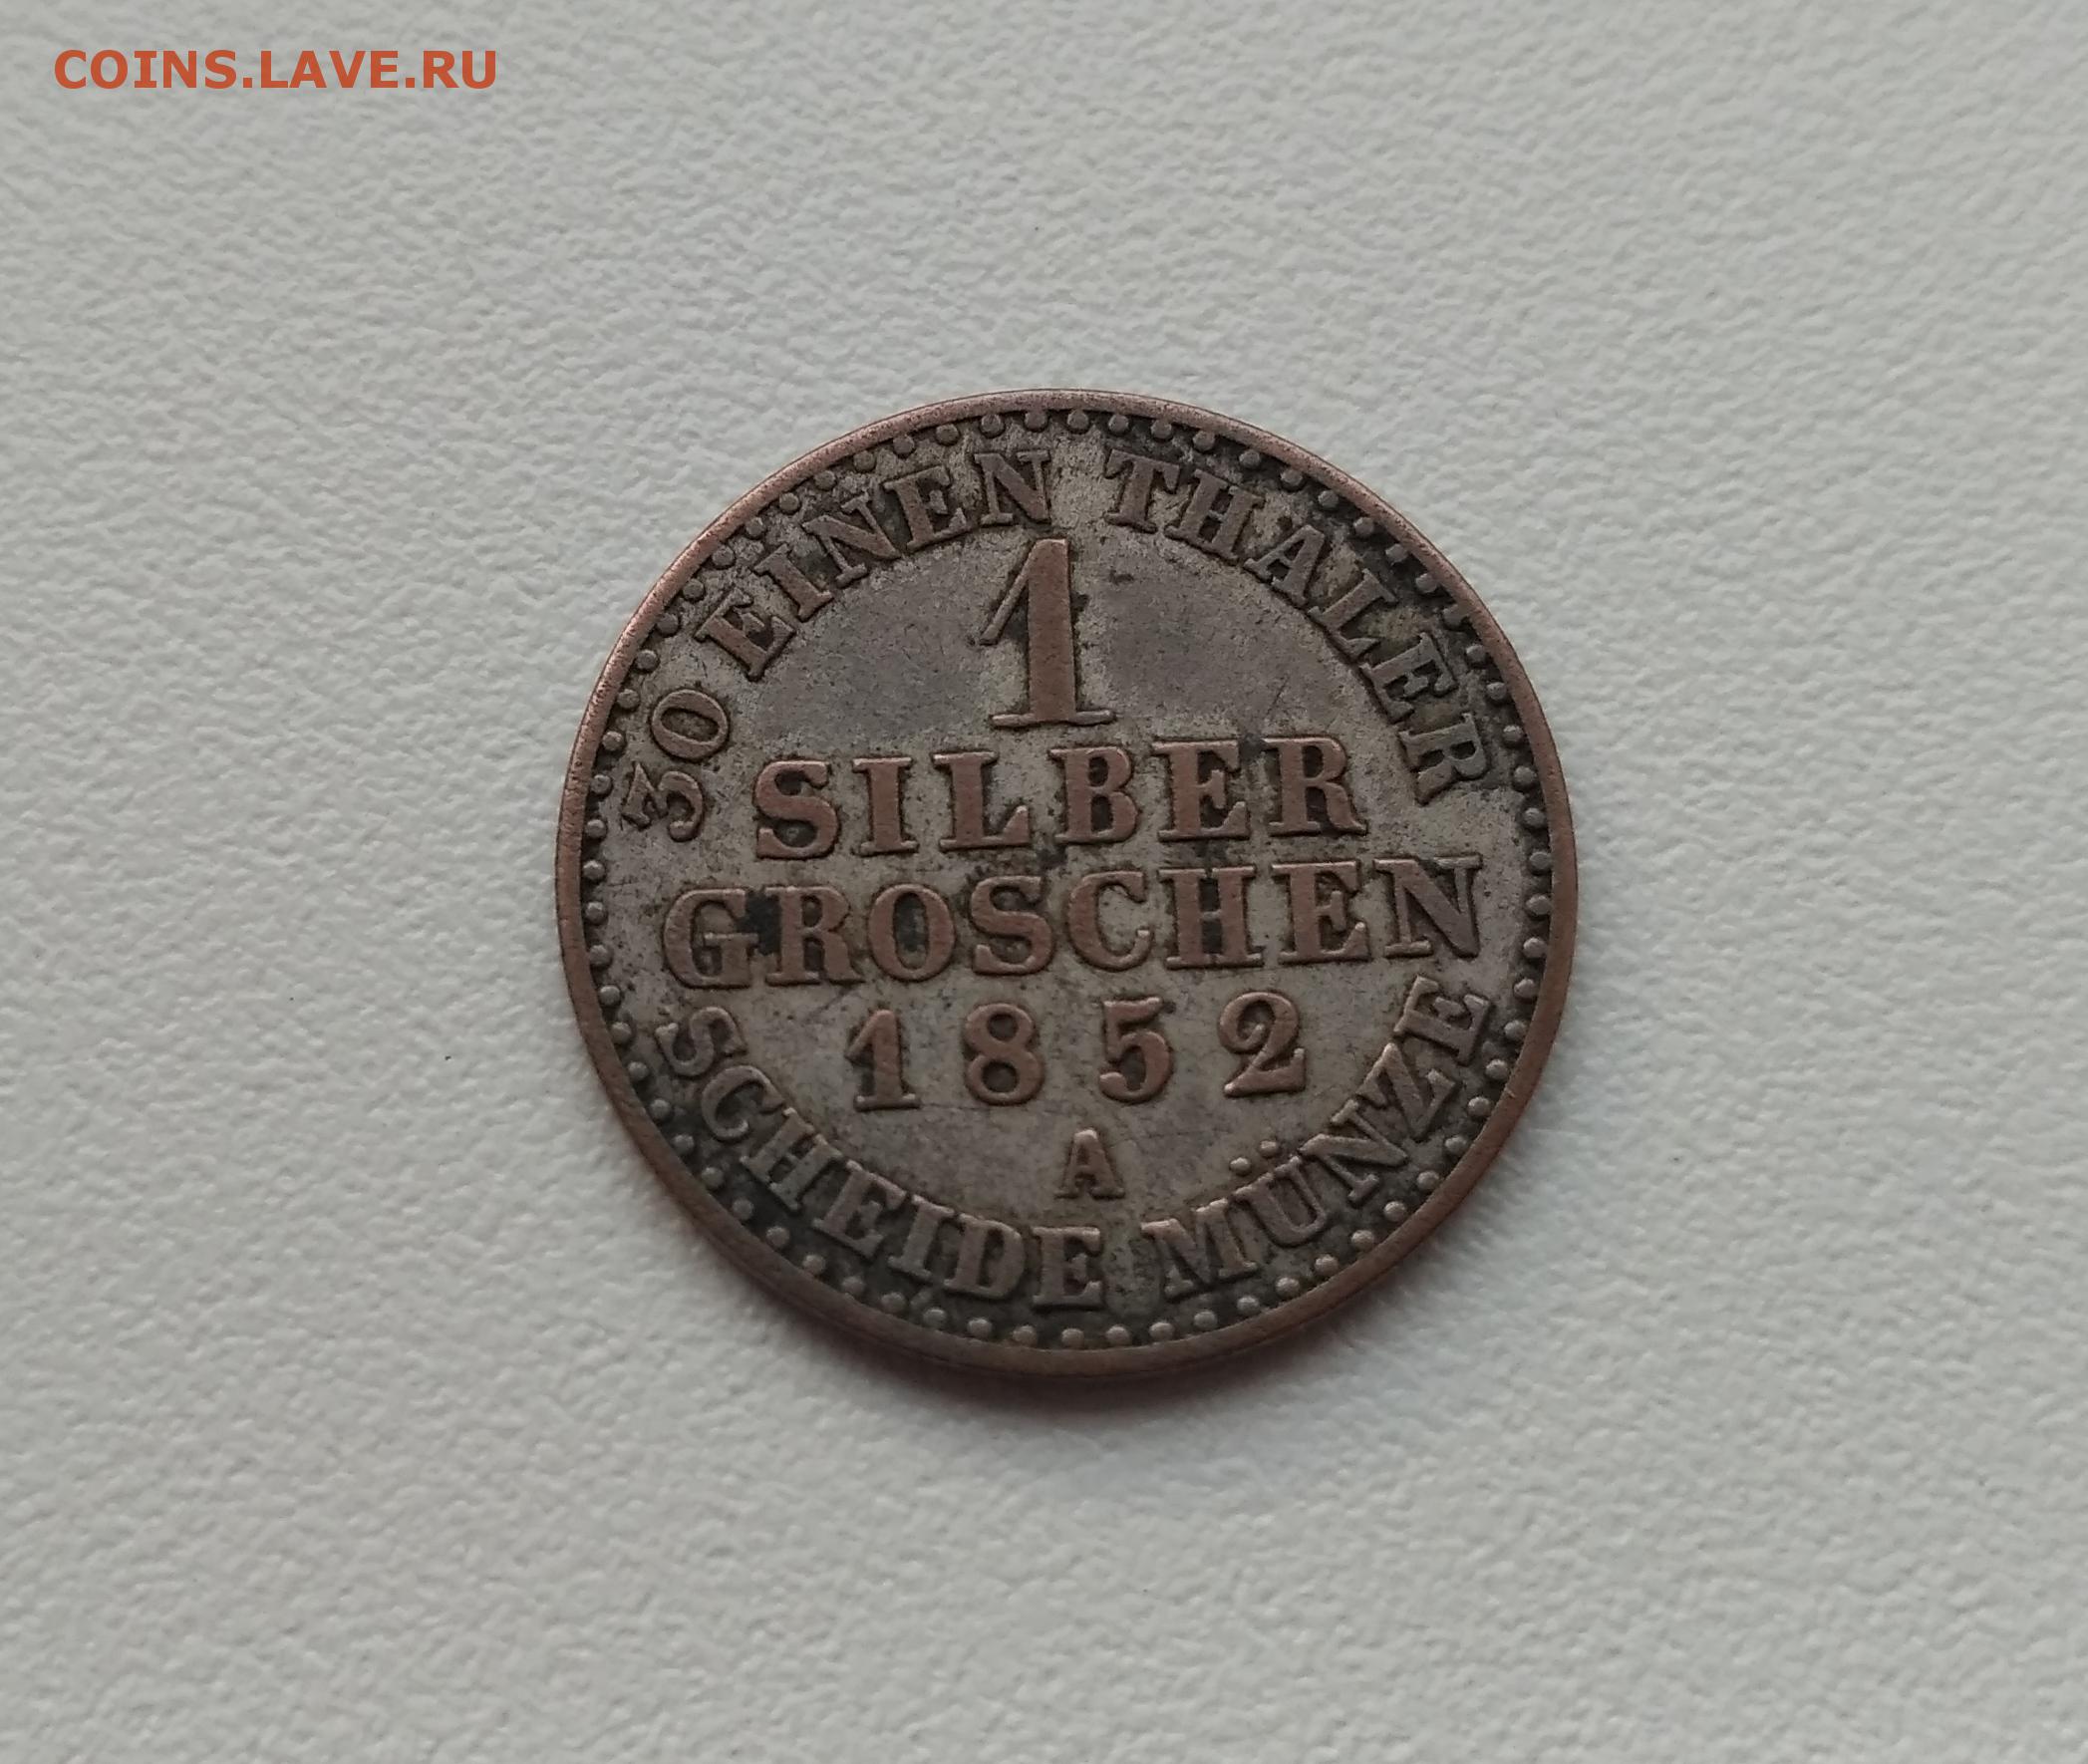 COINS.LAVE.RU
30 EINEN THALER
1
SILBER
GROSCHEN
1852
A
SCHEIDE MÜNZE